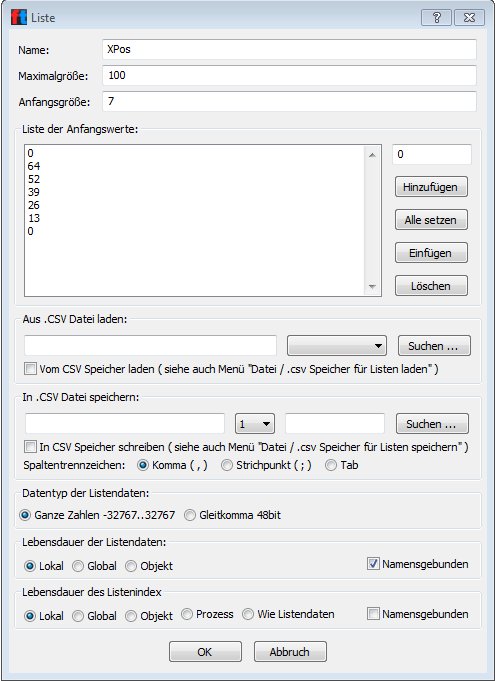 Liste
Name: XPos
Maximalgröße: 100
Anfangsgröße: 7
Liste der Anfangswerte:
0 0
64
52
39
26
13
0
Hinzufügen
Alle setzen
Einfügen
Löschen
Aus .CSV Datei laden:
Suchen ...
Vom CSV Speicher laden ( siehe auch Menü "Datei / .csv Speicher für Listen laden" )
In .CSV Datei speichern:
1 Suchen ...
In CSV Speicher schreiben ( siehe auch Menü "Datei / .csv Speicher für Listen speichern" )
Spaltentrennzeichen: Komma ( , ) Strichpunkt ( ; ) Tab
Datentyp der Listendaten:
Ganze Zahlen -32767..32767 Gleitkomma 48bit
Lebensdauer der Listendaten:
Lokal Global Objekt Namensgebunden
Lebensdauer des Listenindex
Lokal Global Objekt Prozess Wie Listendaten Namensgebunden
OK Abbruch